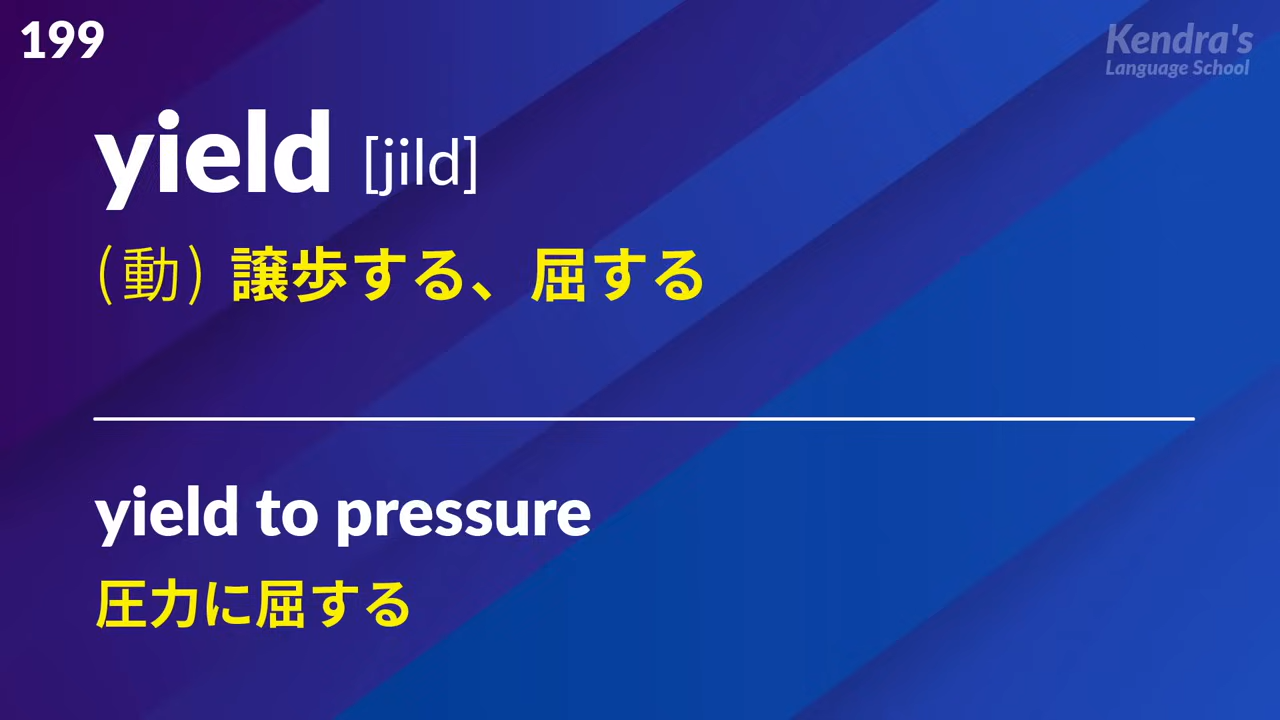 199
Kendra's
Language School
yield [jild]
(動) 譲歩する、屈する
yield to pressure
圧力に屈する